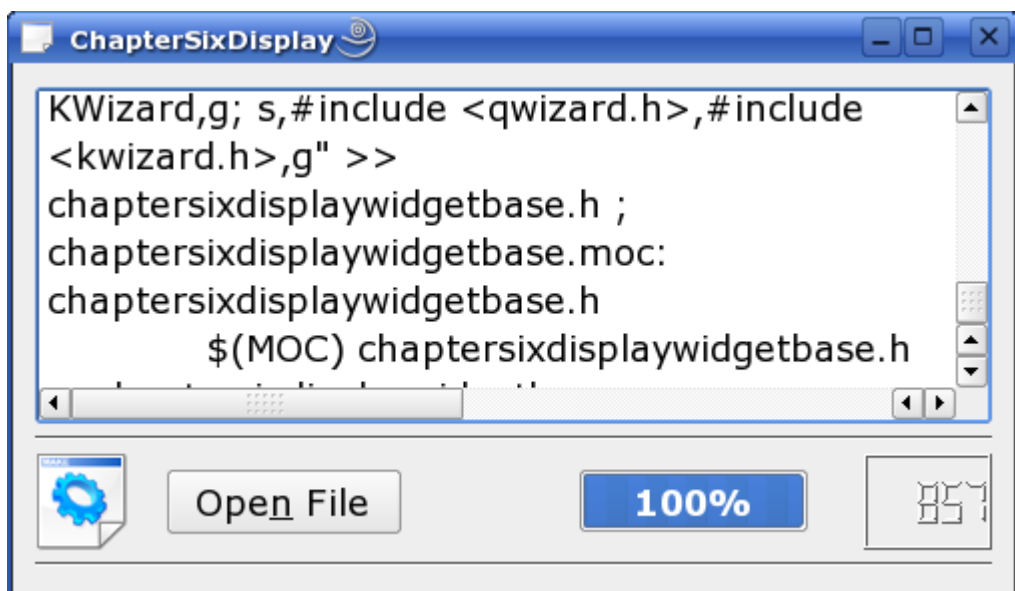 ChapterSixDisplay
KWizard,g; s,#include <qwizard.h>,#include
<kwizard.h>,g" >>
chaptersixdisplaywidgetbase.h ;
chaptersixdisplaywidgetbase.moc:
chaptersixdisplaywidgetbase.h
$(MOC) chaptersixdisplaywidgetbase.h
Open File
100%
857